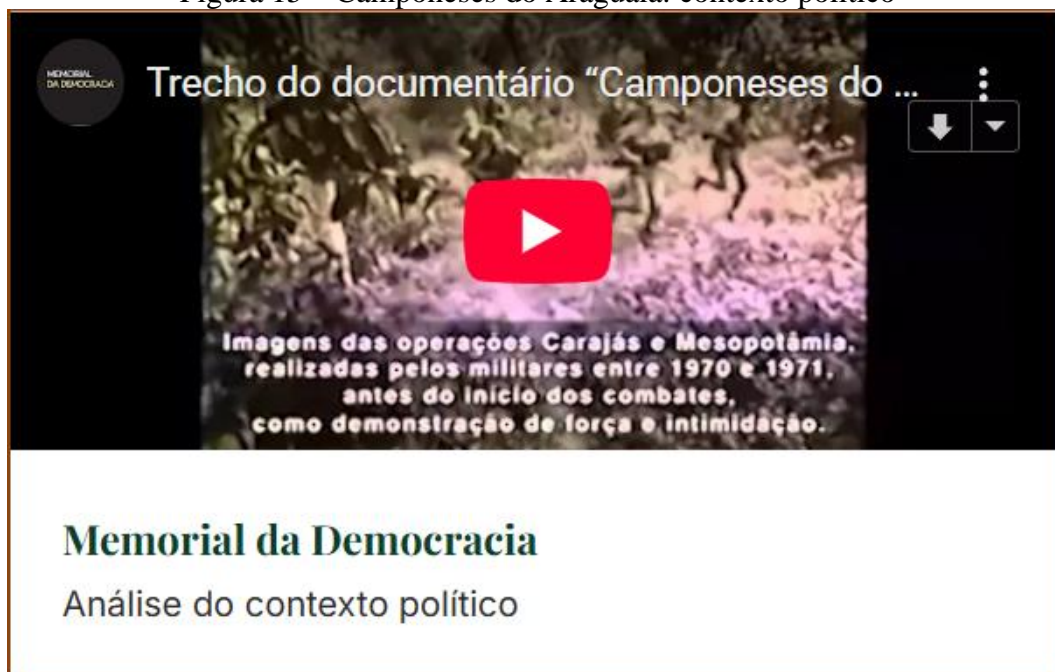 Figura 13 – Camponeses do Araguaia: contexto político
MEMORIAL
DA DEMOCRACIA
Trecho do documentário “Camponeses do ...
Imagens das operações Carajás e Mesopotâmia,
realizadas pelos militares entre 1970 e 1971,
antes do início dos combates,
como demonstração de força e intimidação.
Memorial da Democracia
Análise do contexto político